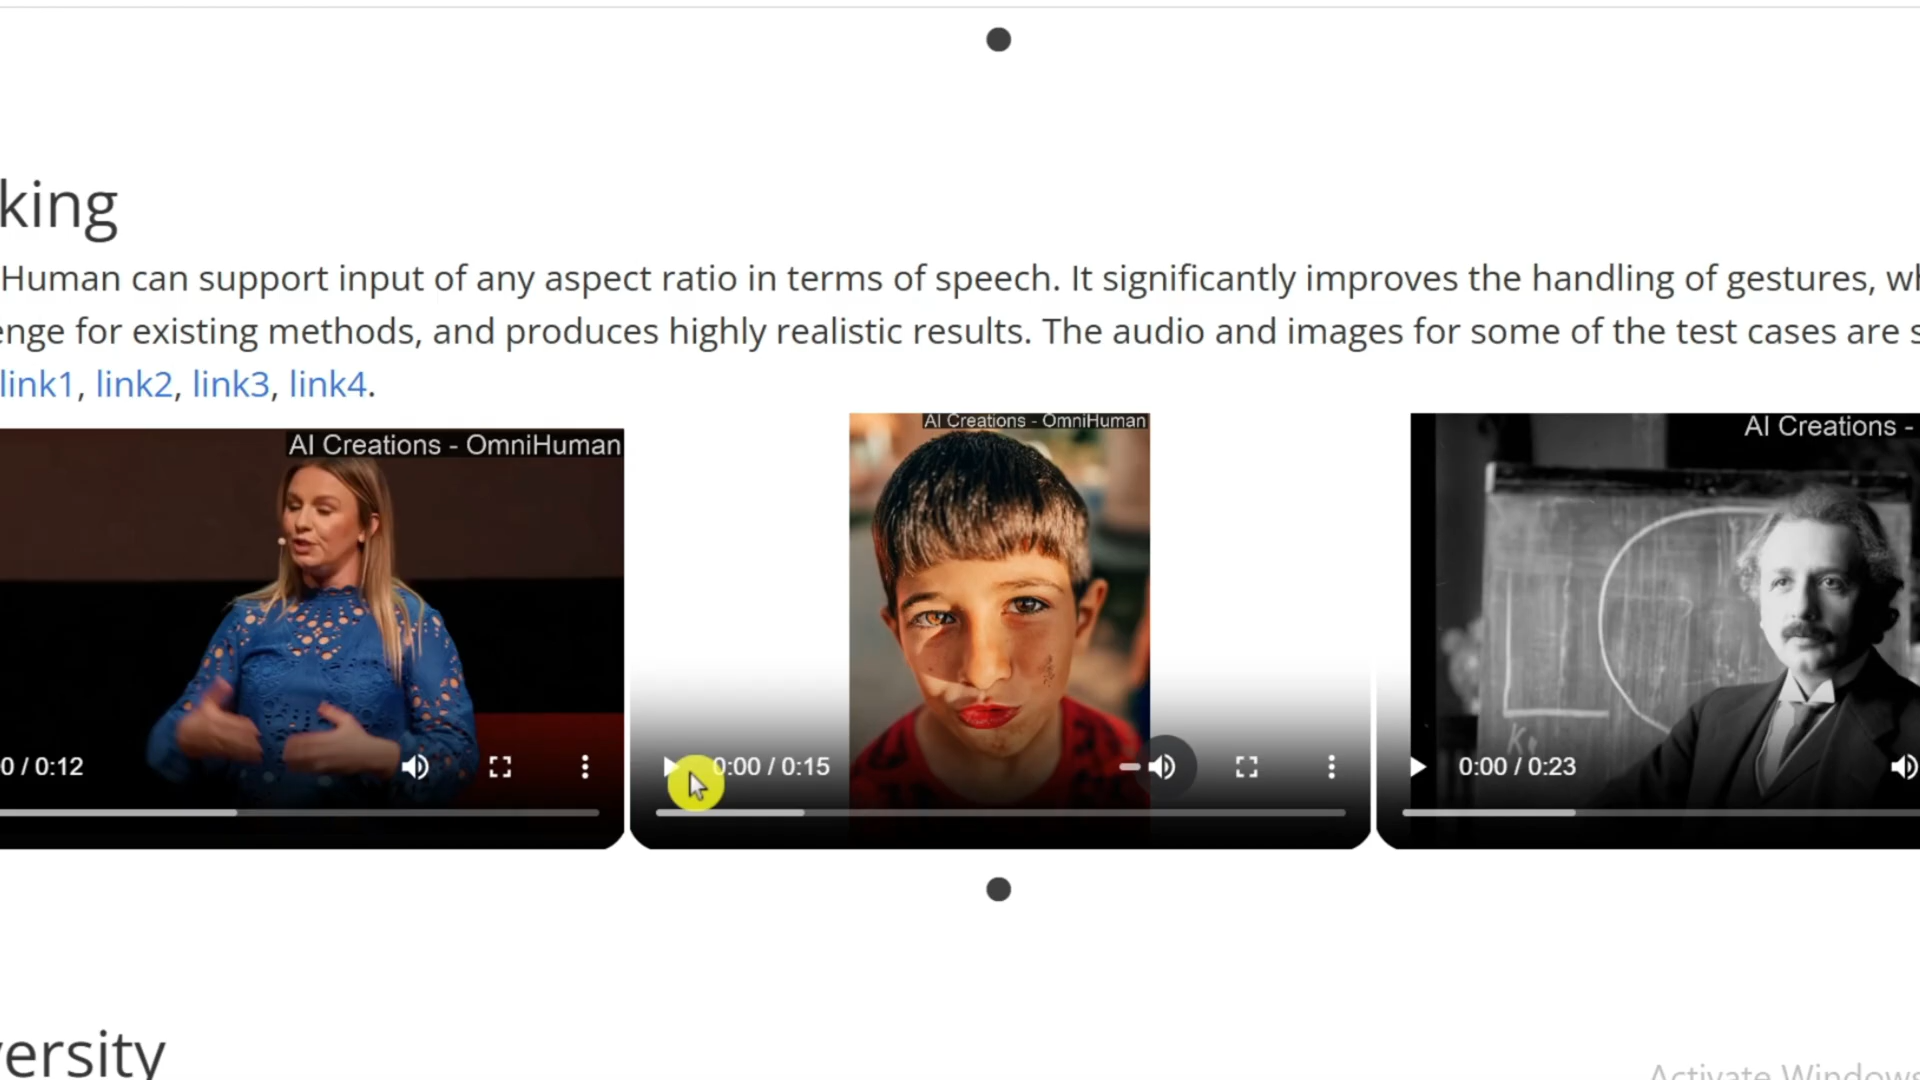 king
Human can support input of any aspect ratio in terms of speech. It significantly improves the handling of gestures, wh
enge for existing methods, and produces highly realistic results. The audio and images for some of the test cases are s
link1, link2, link3, link4.
AI Creations - OmniHuman
AI Creations - OmniHuman
AI Creations -
0 / 0:12
0:00 / 0:15
0:00 / 0:23
versity
Activate Windows